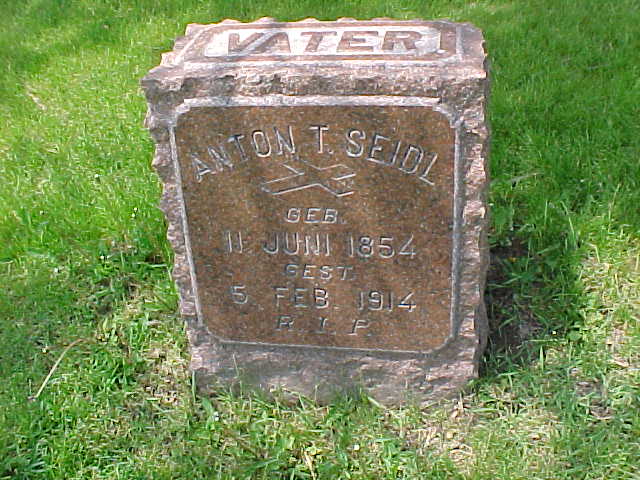 VATER
ANTON T. SEIDL
GEB.
11. JUNI 1854
GEST.
5. FEB. 1914
R. I. P.